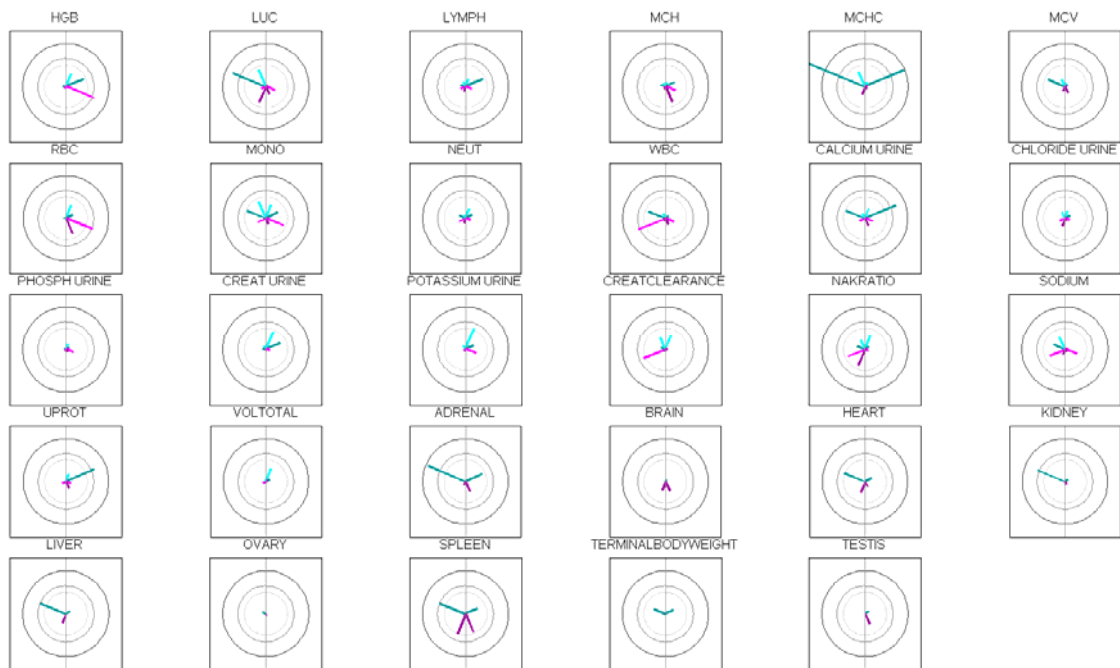 HGB LUC LYMPH MCH MCHC MCV
RBC MONO NEUT WBC CALCIUM URINE CHLORIDE URINE
PHOSPH URINE CREAT URINE POTASSIUM URINE CREATCLEARANCE NAKRATIO SODIUM
UPROT VOLTOTAL ADRENAL BRAIN HEART KIDNEY
LIVER OVARY SPLEEN TERMINALBODYWEIGHT TESTIS